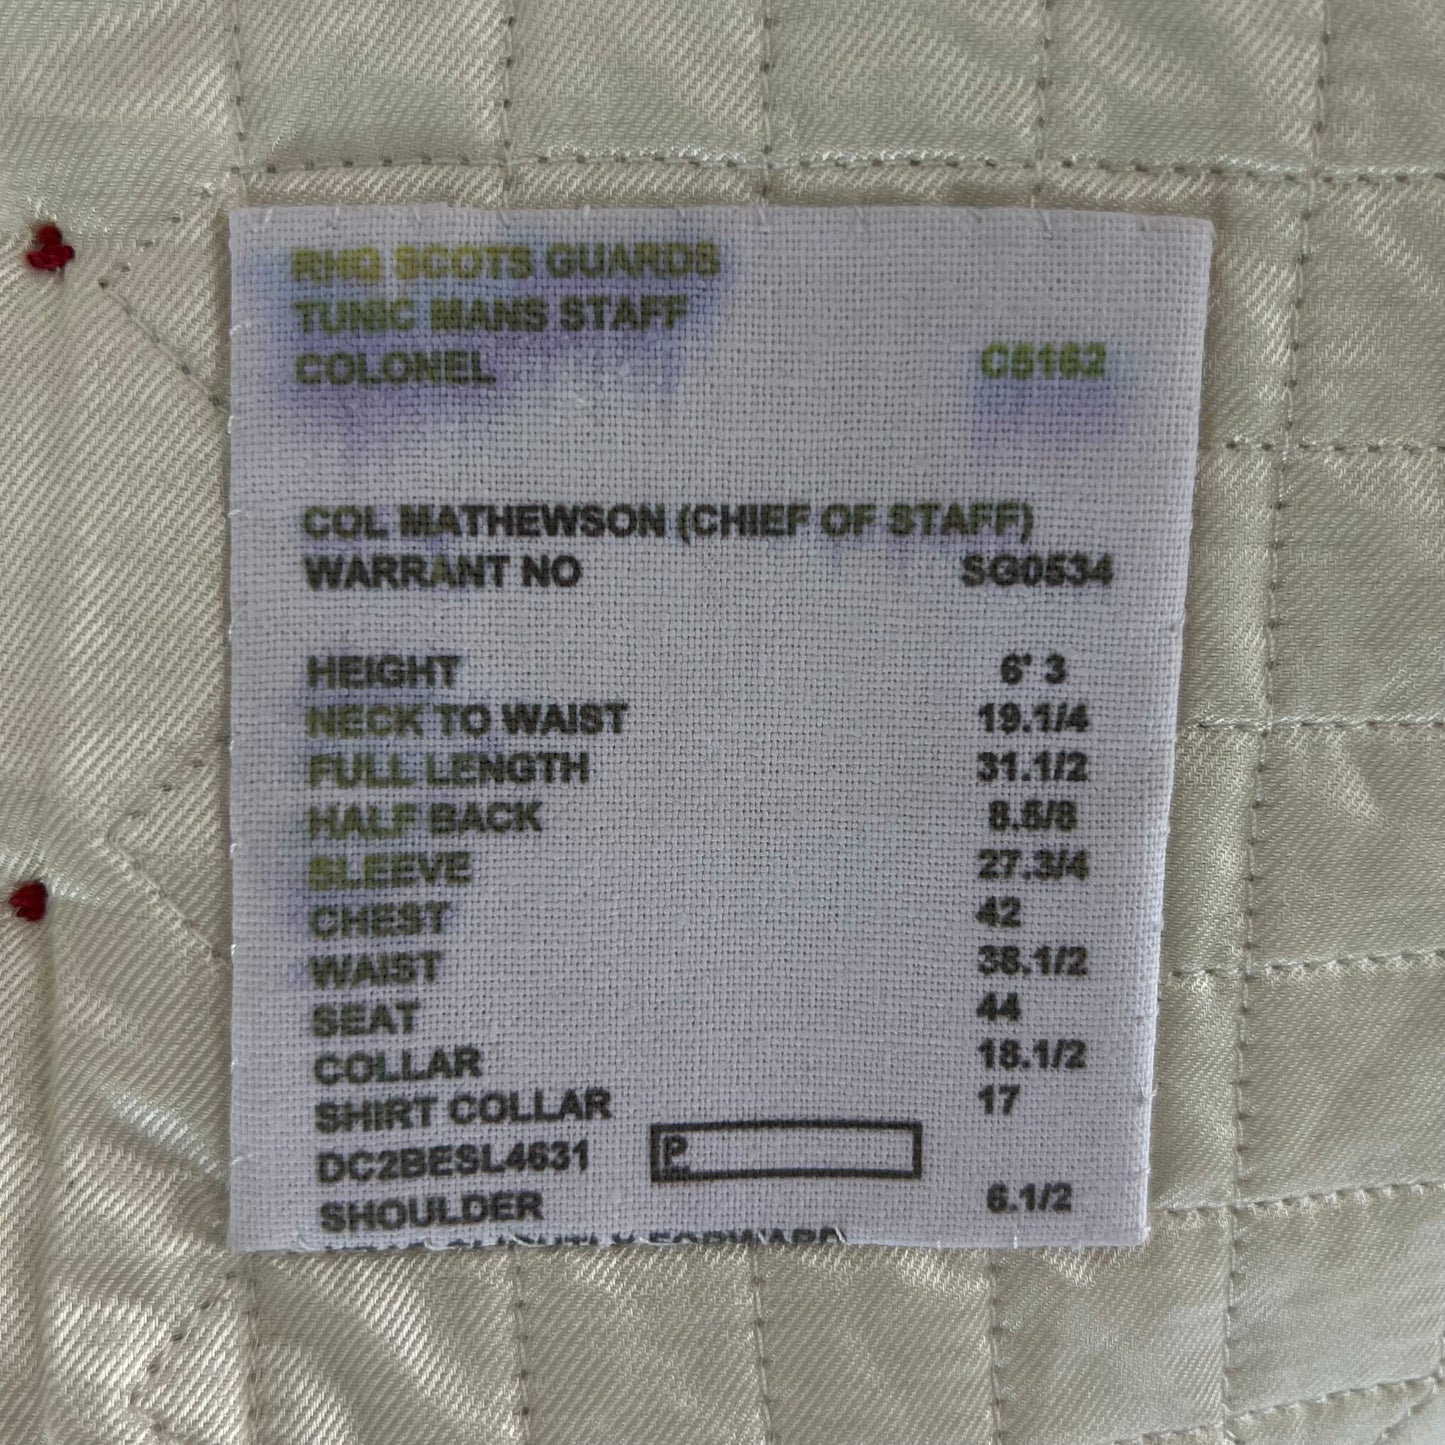 RHQ SCOTS GUARDS
TUNIC MANS STAFF
COLONEL C5162
COL MATHEWSON (CHIEF OF STAFF)
WARRANT NO SG0534
HEIGHT 6' 3
NECK TO WAIST 19.1/4
FULL LENGTH 31.1/2
HALF BACK 8.5/8
SLEEVE 27.3/4
CHEST 42
WAIST 38.1/2
SEAT 44
COLLAR 18.1/2
SHIRT COLLAR 17
DC2BESL4631 P
SHOULDER 6.1/2
SLIGHTLY FORWARD